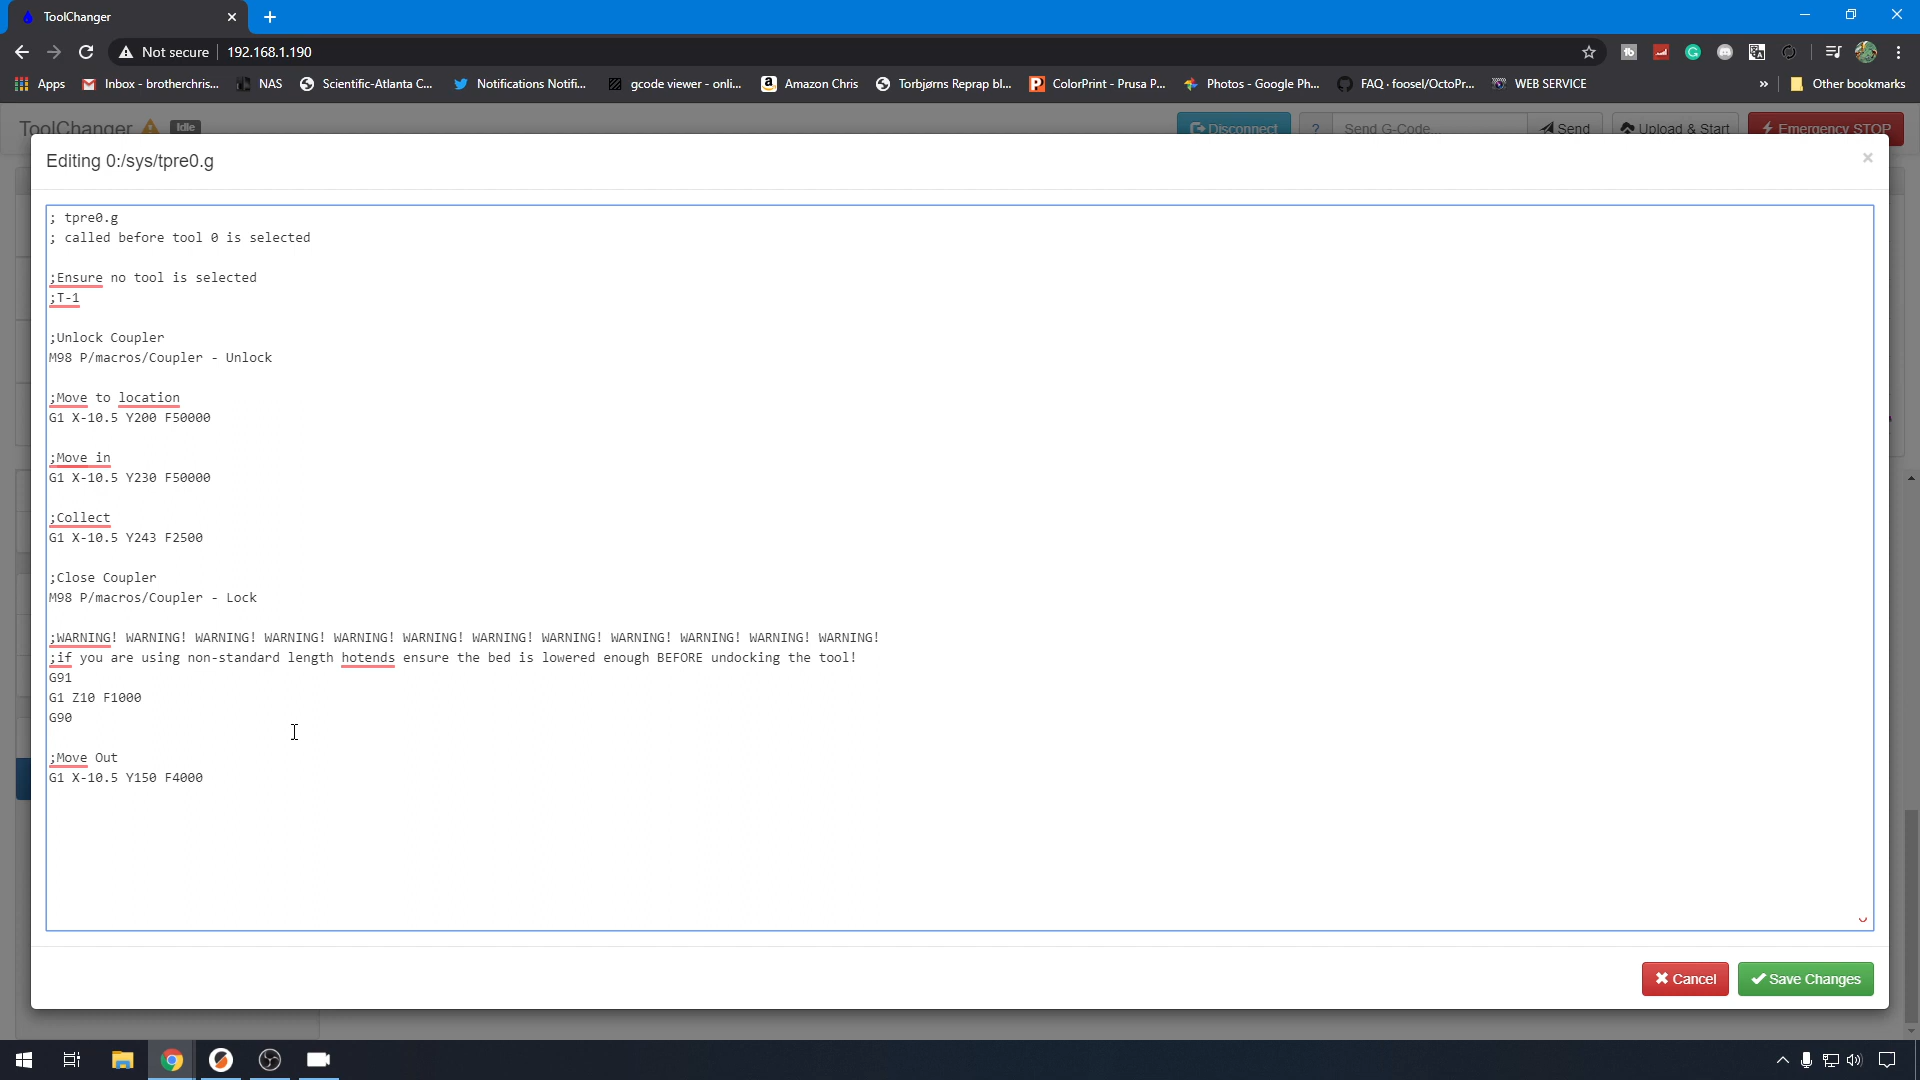 ToolChanger
Not secure
192.168.1.190
Apps
Inbox - brotherchris...
NAS
Scientific-Atlanta C...
Notifications Notifi...
gcode viewer - onli...
Amazon Chris
Torbjørns Reprap bl...
ColorPrint - Prusa P...
Photos - Google Ph...
FAQ · foosel/OctoPr...
WEB SERVICE
»
Other bookmarks
ToolChanger
Idle
Disconnect
?
Send G-Code...
Send
Upload & Start
Emergency STOP
Editing 0:/sys/tpre0.g
×
; tpre0.g
; called before tool 0 is selected
;Ensure no tool is selected
;T-1
;Unlock Coupler
M98 P/macros/Coupler - Unlock
;Move to location
G1 X-10.5 Y200 F50000
;Move in
G1 X-10.5 Y230 F50000
;Collect
G1 X-10.5 Y243 F2500
;Close Coupler
M98 P/macros/Coupler - Lock
;WARNING! WARNING! WARNING! WARNING! WARNING! WARNING! WARNING! WARNING! WARNING! WARNING! WARNING! WARNING!
;if you are using non-standard length hotends ensure the bed is lowered enough BEFORE undocking the tool!
G91
G1 Z10 F1000
G90
;Move Out
G1 X-10.5 Y150 F4000
Cancel
Save Changes